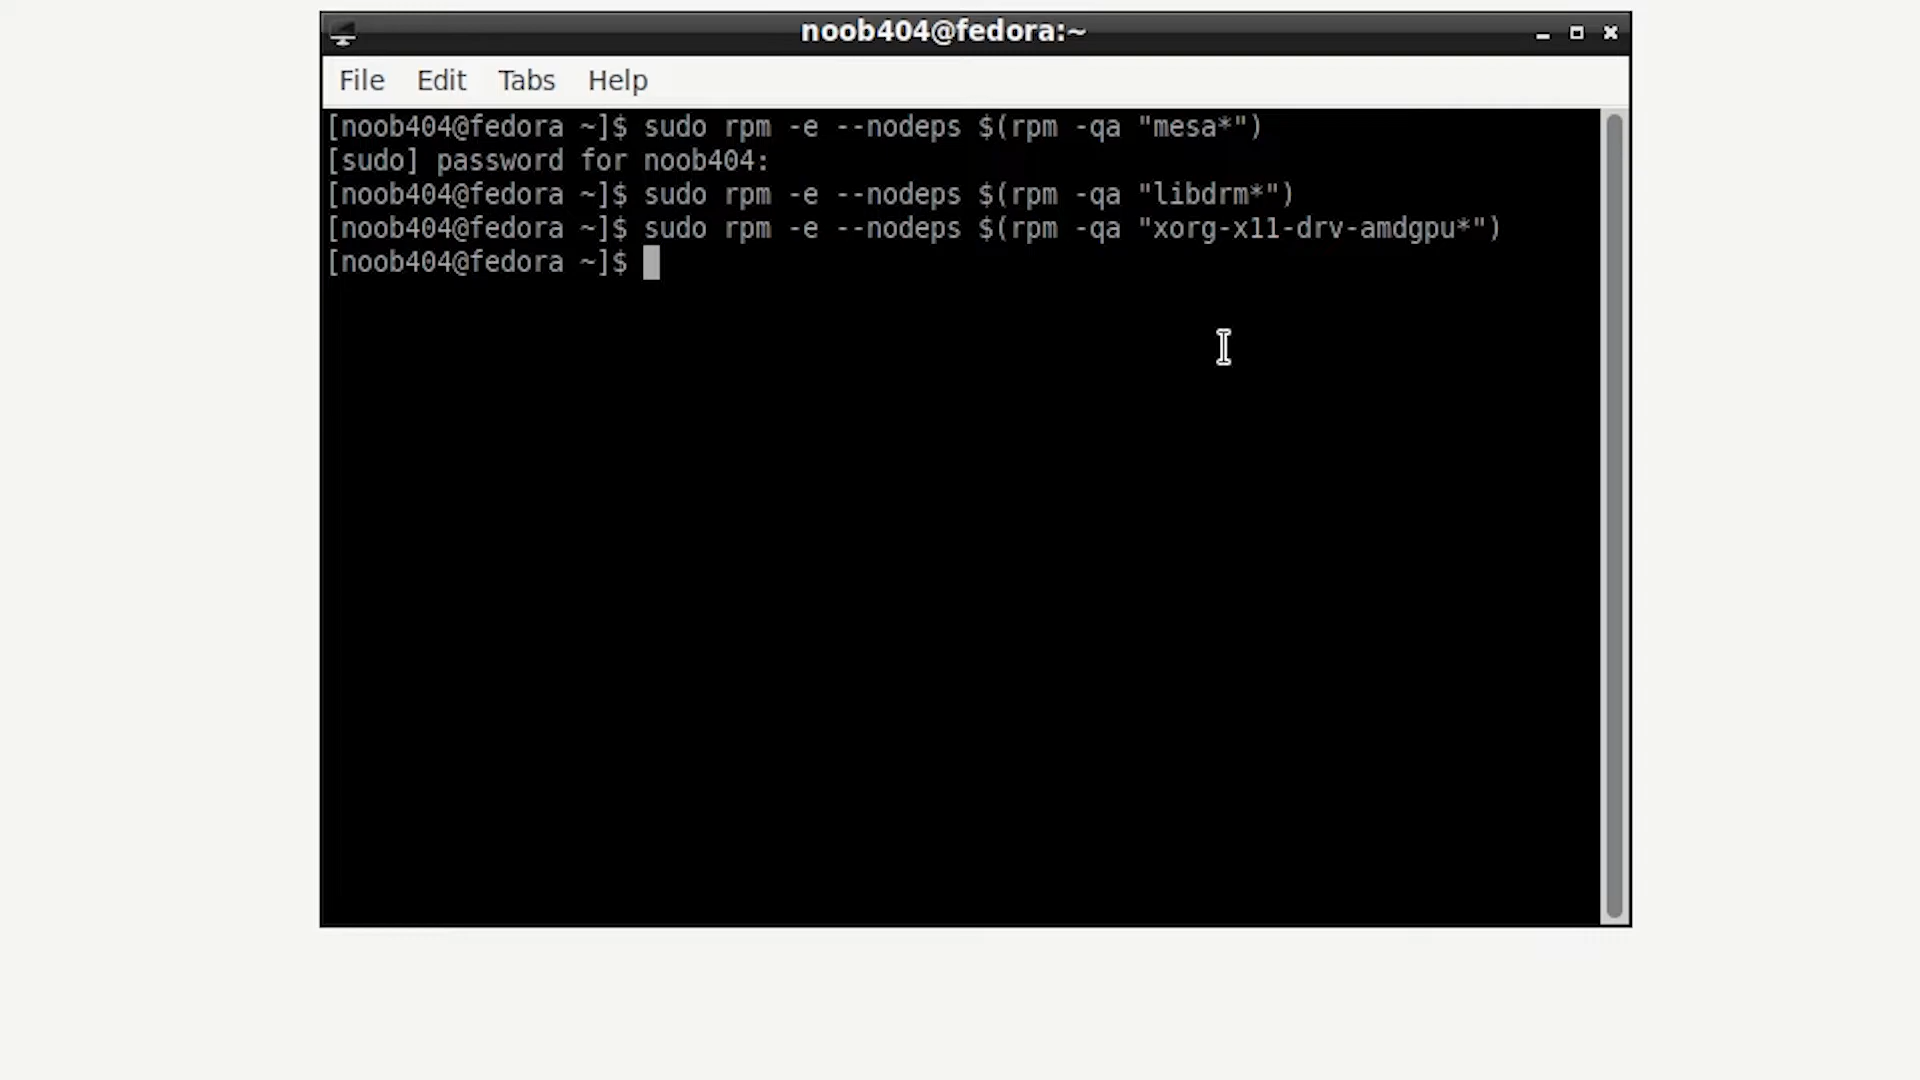 noob404@fedora:~
File Edit Tabs Help
[noob404@fedora ~]$ sudo rpm -e --nodeps $(rpm -qa "mesa*")
[sudo] password for noob404:
[noob404@fedora ~]$ sudo rpm -e --nodeps $(rpm -qa "libdrm*")
[noob404@fedora ~]$ sudo rpm -e --nodeps $(rpm -qa "xorg-x11-drv-amdgpu*")
[noob404@fedora ~]$